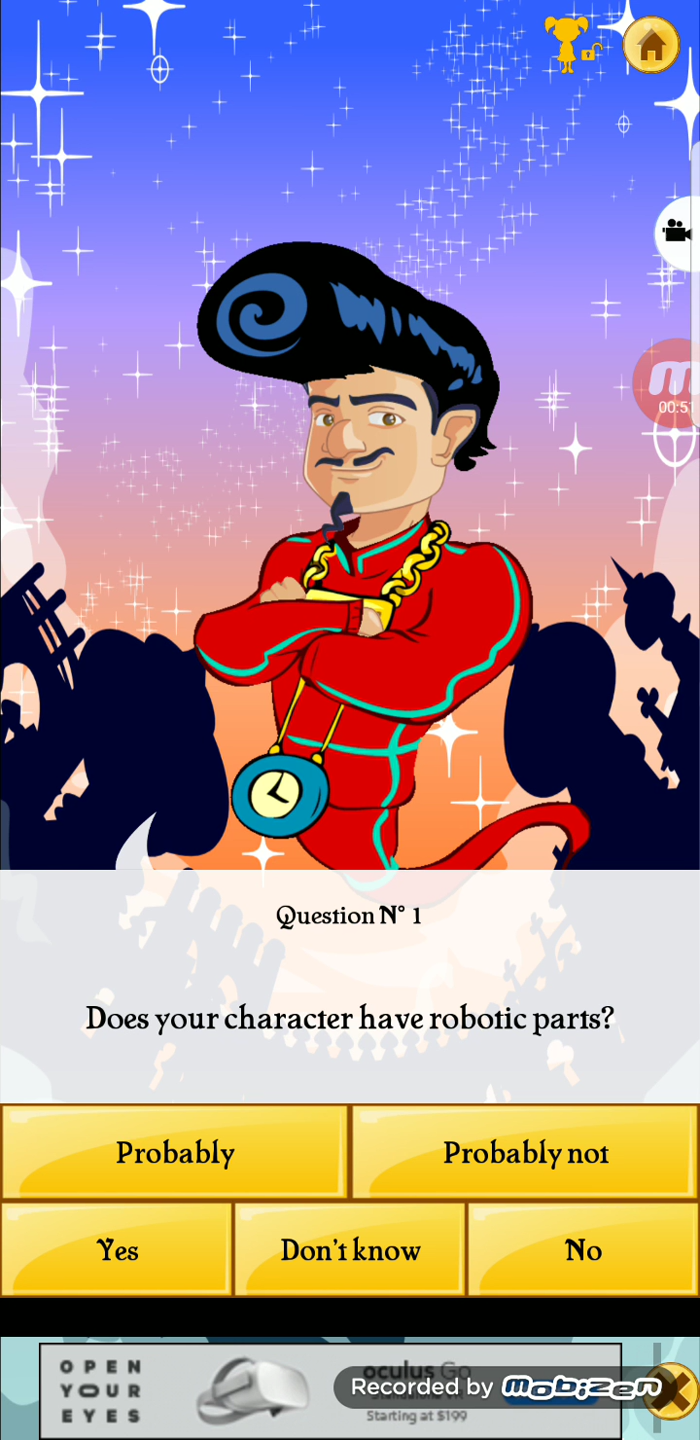 00:51
Question N° 1
Does your character have robotic parts?
Probably
Probably not
Yes
Don't know
No
OPEN
YOUR
EYES
oculus Go
Recorded by mobizen
Starting at $199